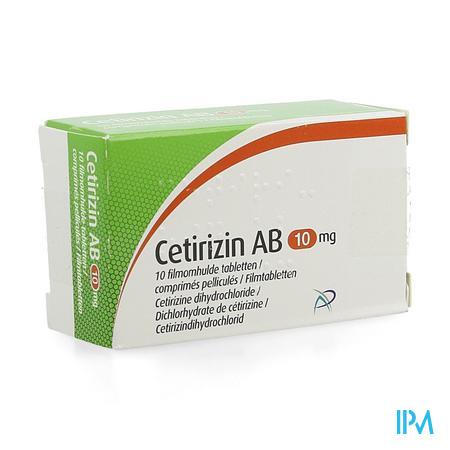 Cetirizin AB 10 mg
10 filmomhulde tabletten /
comprimés pelliculés / Filmtabletten
Cetirizin AB 10 mg
10 filmomhulde tabletten /
comprimés pelliculés / Filmtabletten
Cetirizine dihydrochloride /
Dichlorhydrate de cétirizine /
Cetirizindihydrochlorid
IPM